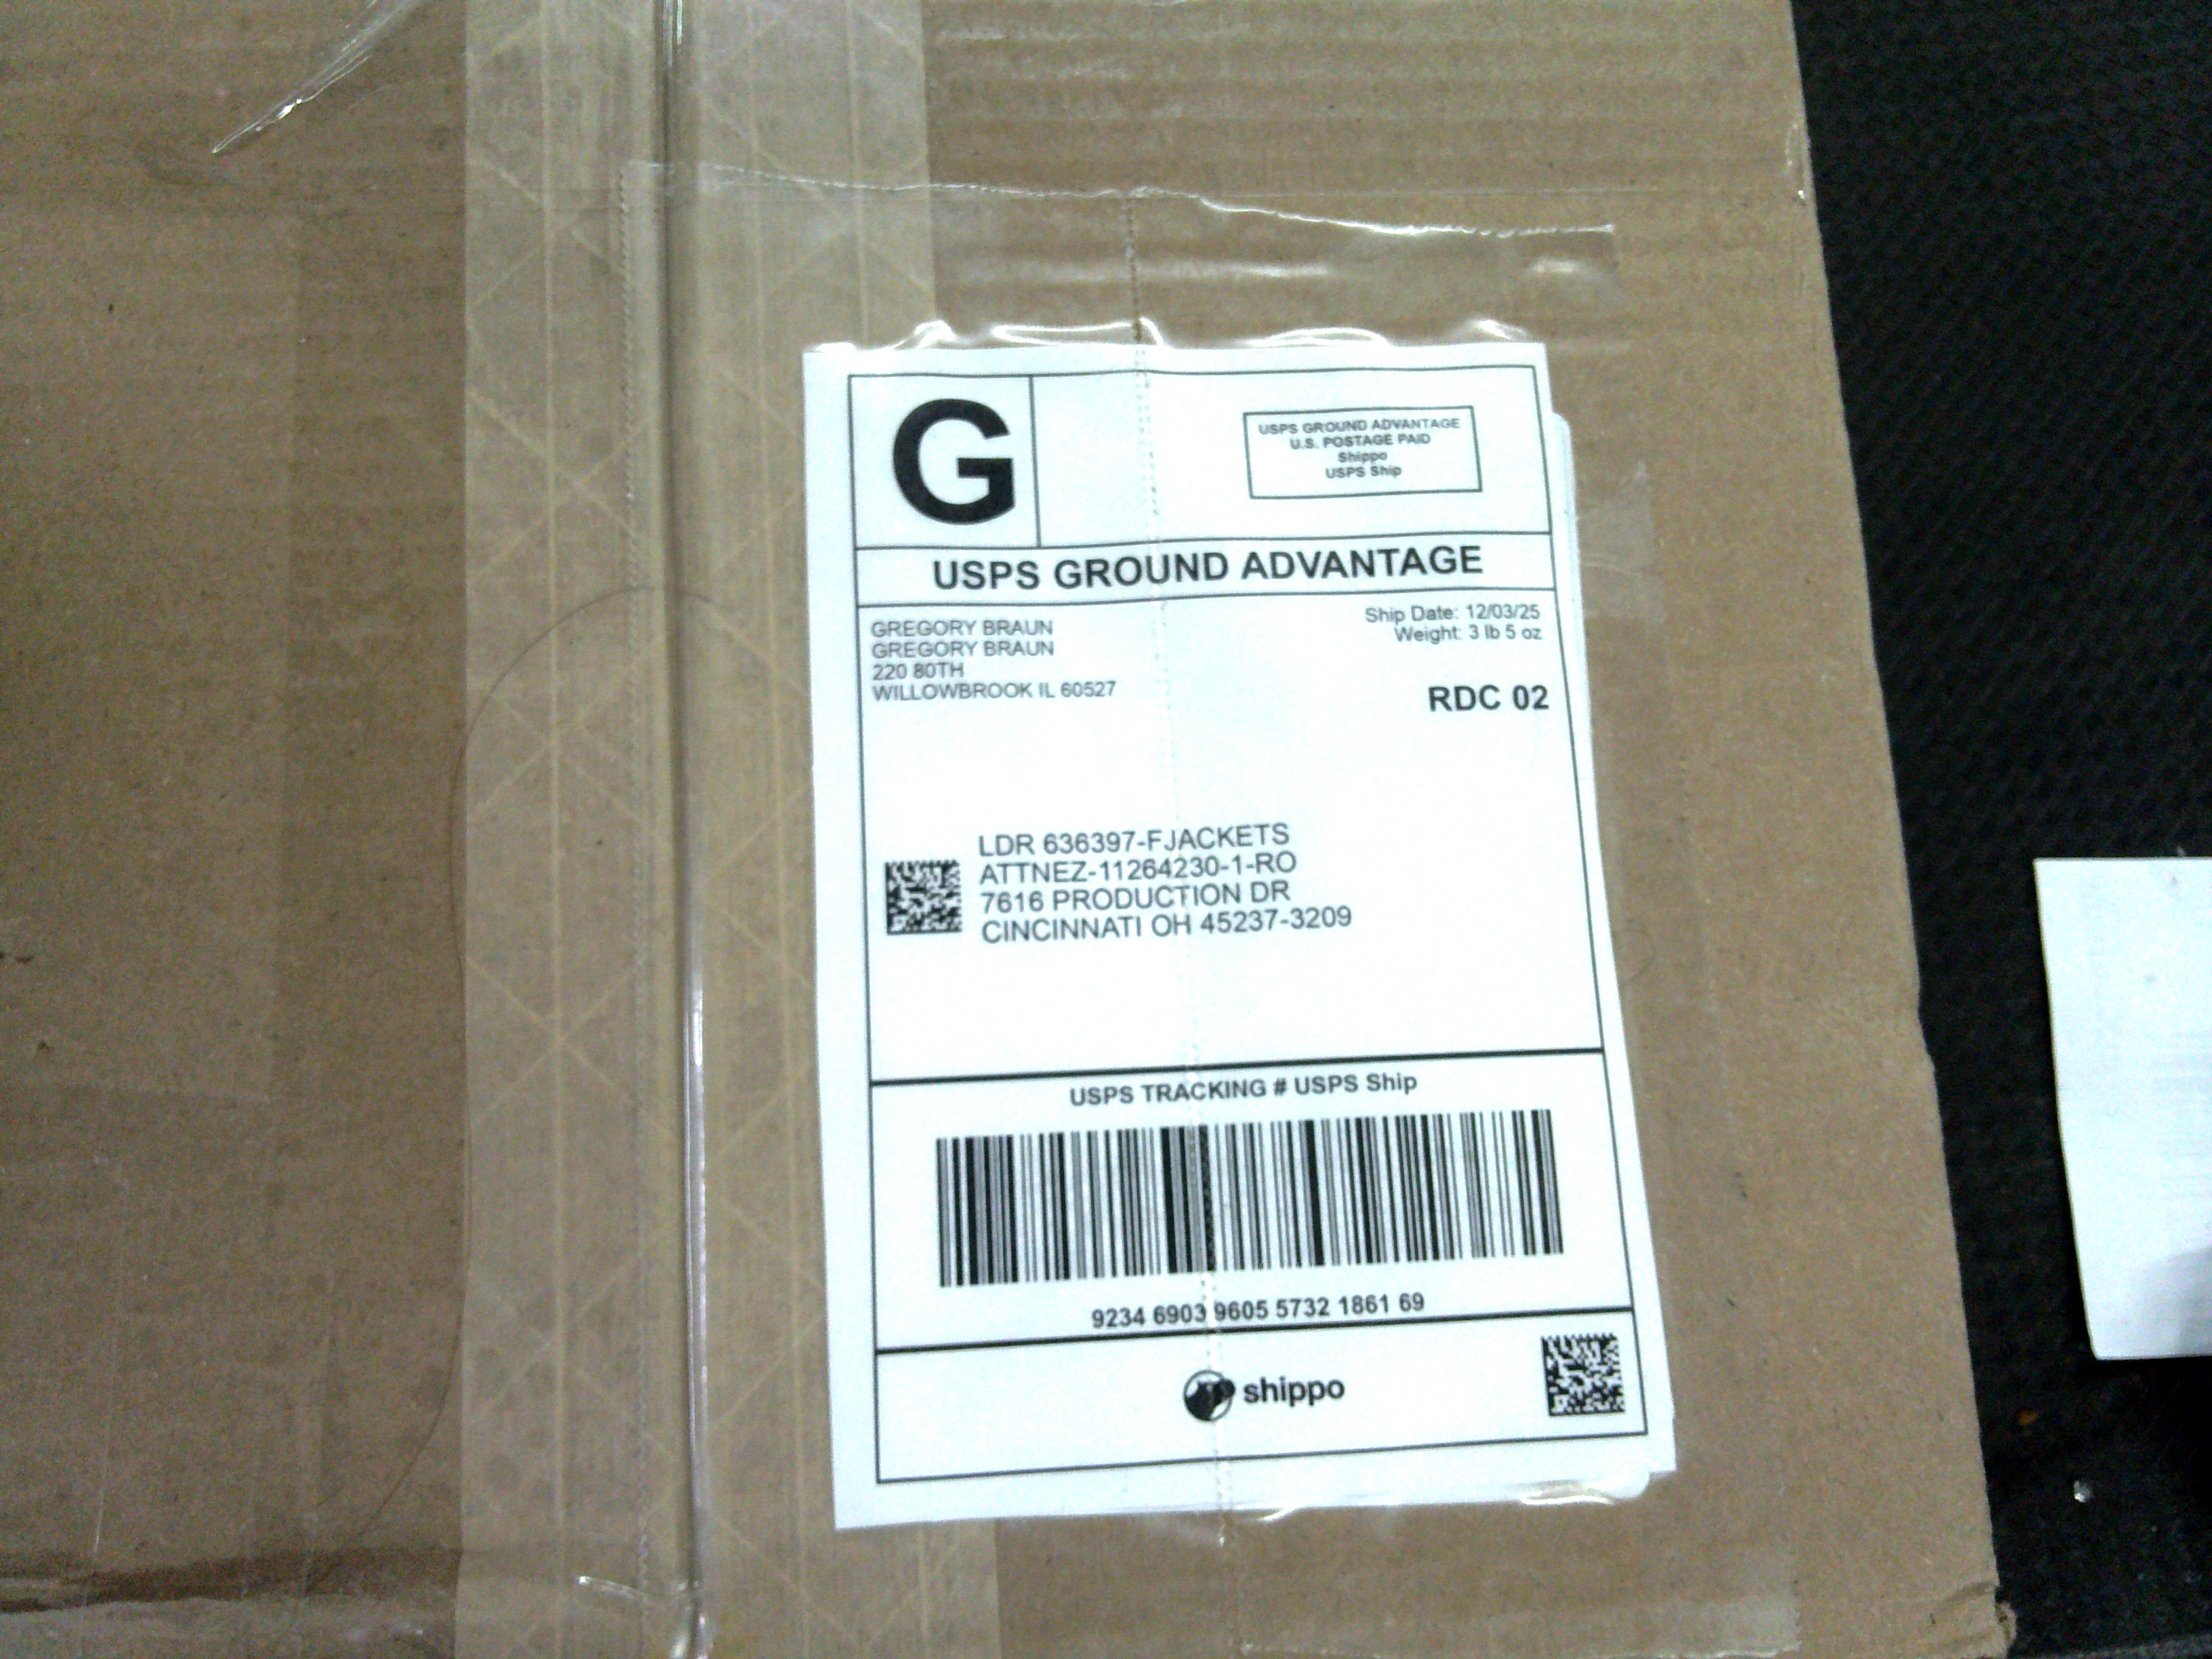 G
USPS GROUND ADVANTAGE
U.S. POSTAGE PAID
Shippo
USPS Ship
USPS GROUND ADVANTAGE
GREGORY BRAUN
GREGORY BRAUN
220 80TH
WILLOWBROOK IL 60527
Ship Date: 12/03/25
Weight: 3 lb 5 oz
RDC 02
LDR 636397-FJACKETS
ATTNEZ-11264230-1-RO
7616 PRODUCTION DR
CINCINNATI OH 45237-3209
USPS TRACKING # USPS Ship
9234 6903 9605 5732 1861 69
shippo